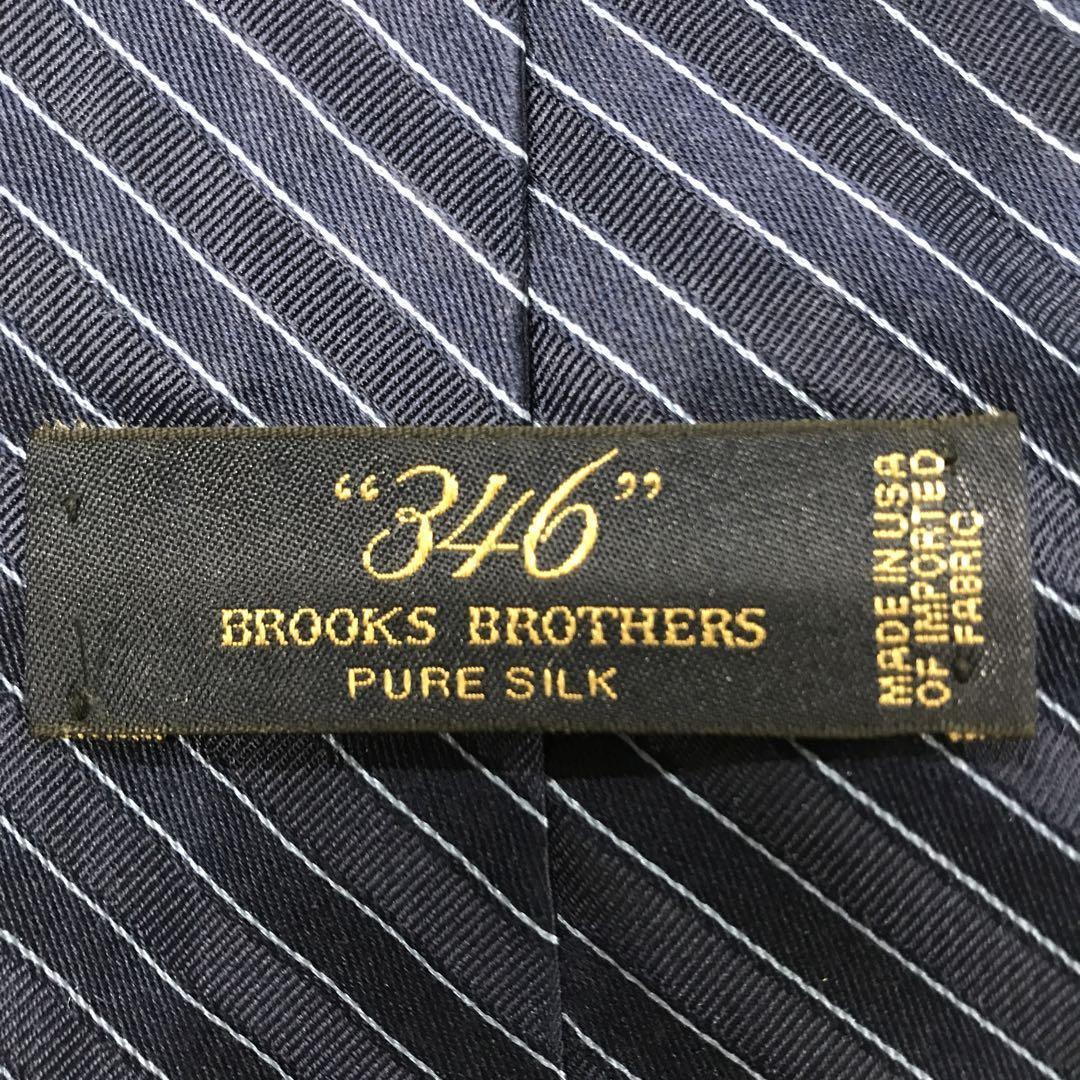 “346”
BROOKS BROTHERS
PURE SILK
MADE IN USA
OF IMPORTED
FABRIC